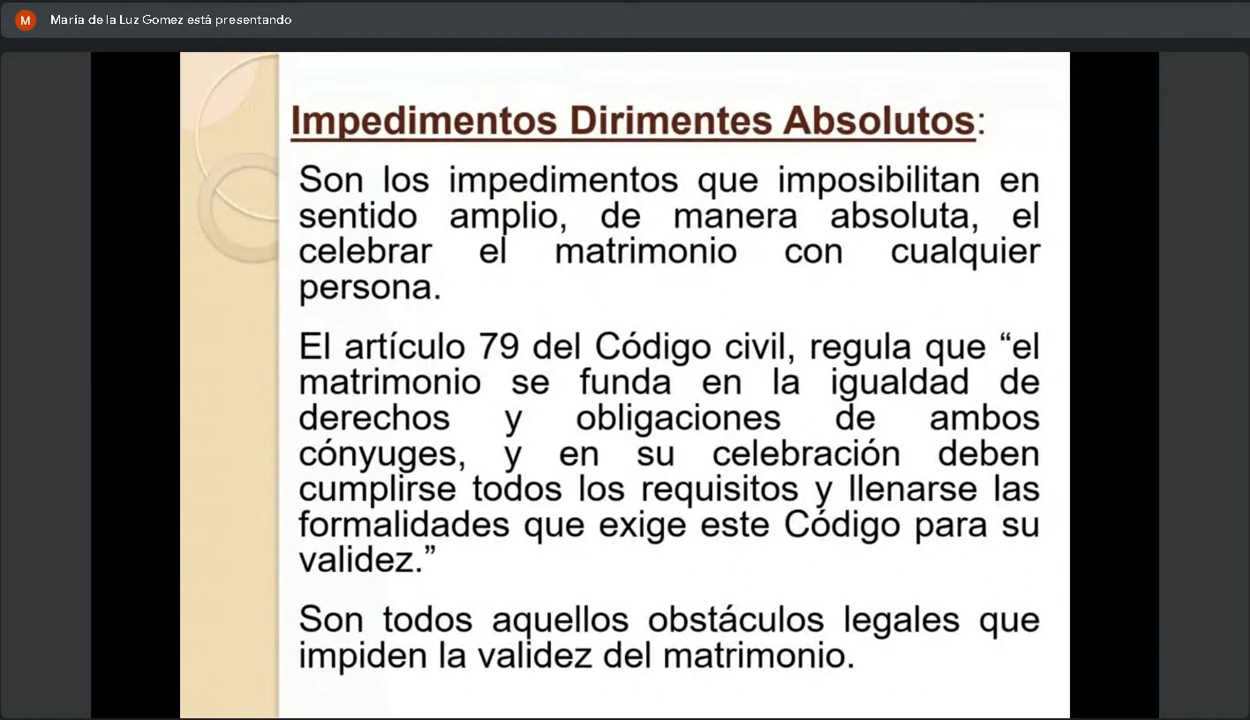 M
Maria de la Luz Gomez está presentando
Impedimentos Dirimentes Absolutos:
Son los impedimentos que imposibilitan en
sentido amplio, de manera absoluta, el
celebrar el matrimonio con cualquier
persona.
El artículo 79 del Código civil, regula que “el
matrimonio se funda en la igualdad de
derechos y obligaciones de ambos
cónyuges, y en su celebración deben
cumplirse todos los requisitos y llenarse las
formalidades que exige este Código para su
validez.”
Son todos aquellos obstáculos legales que
impiden la validez del matrimonio.